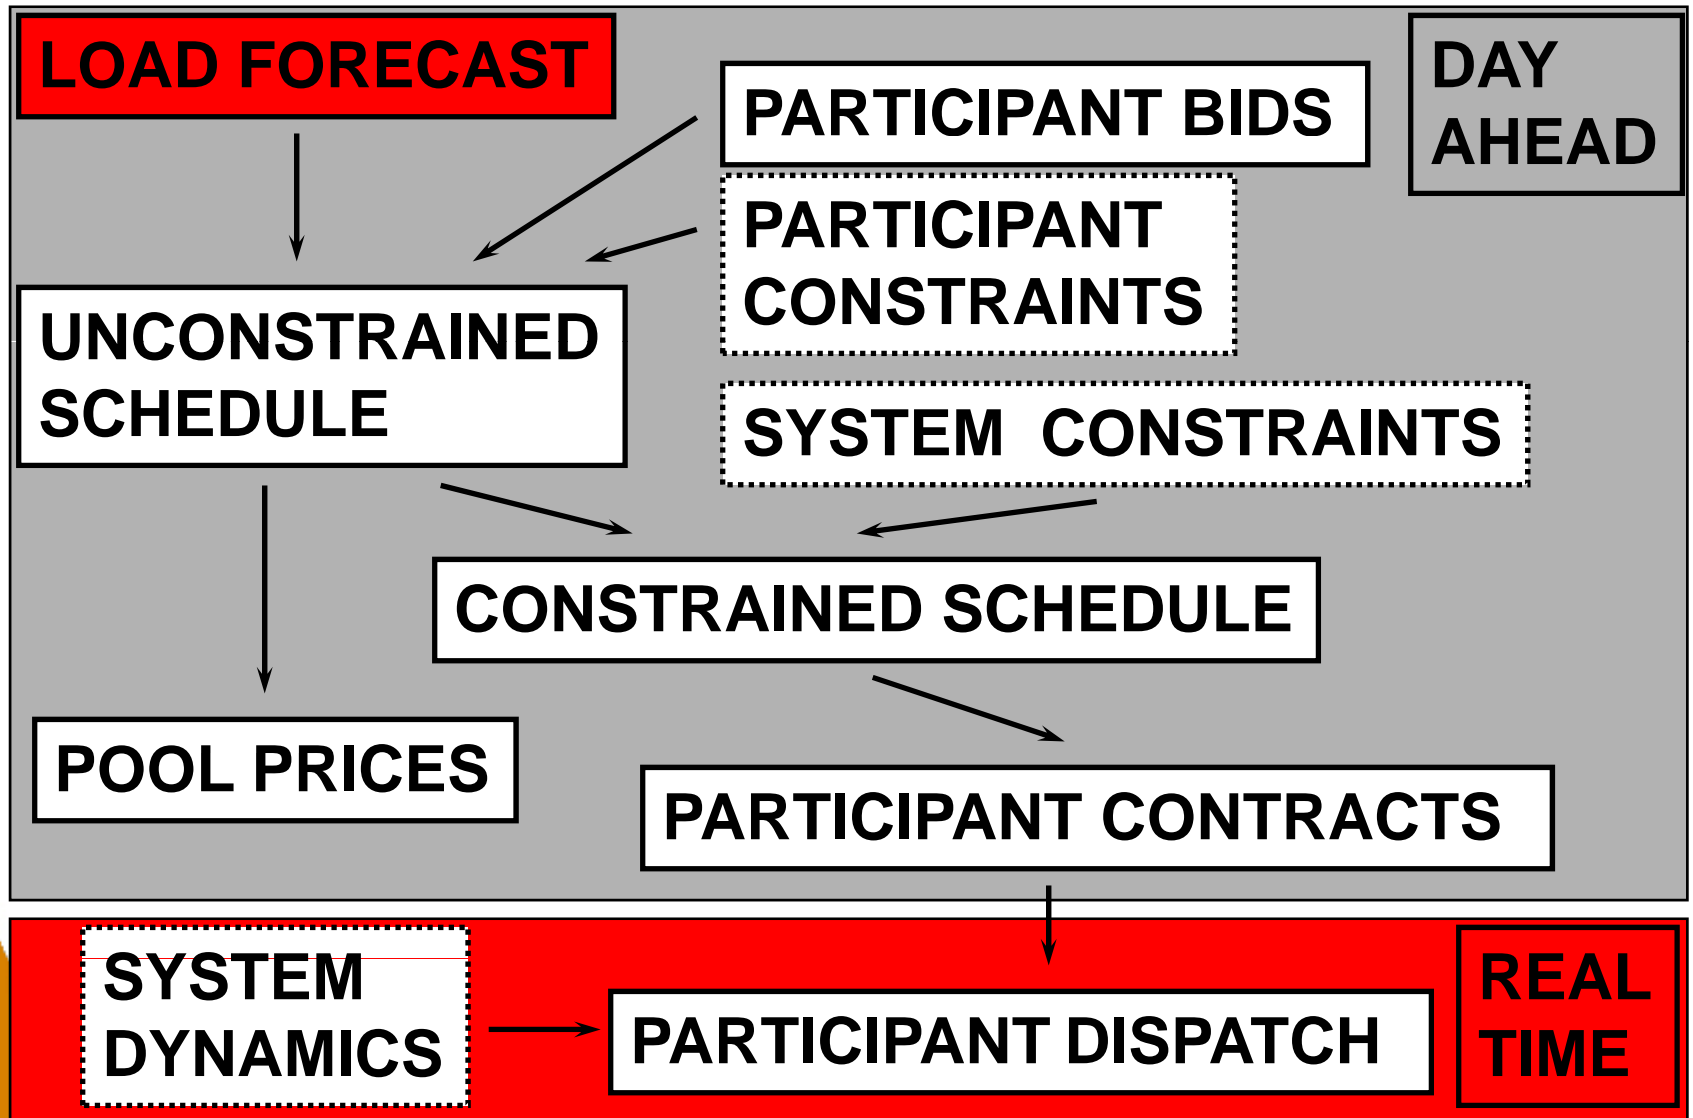 LOAD FORECAST
PARTICIPANT BIDS
DAY
AHEAD
PARTICIPANT
CONSTRAINTS
UNCONSTRAINED
SCHEDULE
SYSTEM CONSTRAINTS
CONSTRAINED SCHEDULE
POOL PRICES
PARTICIPANT CONTRACTS
SYSTEM
DYNAMICS
PARTICIPANT DISPATCH
REAL
TIME